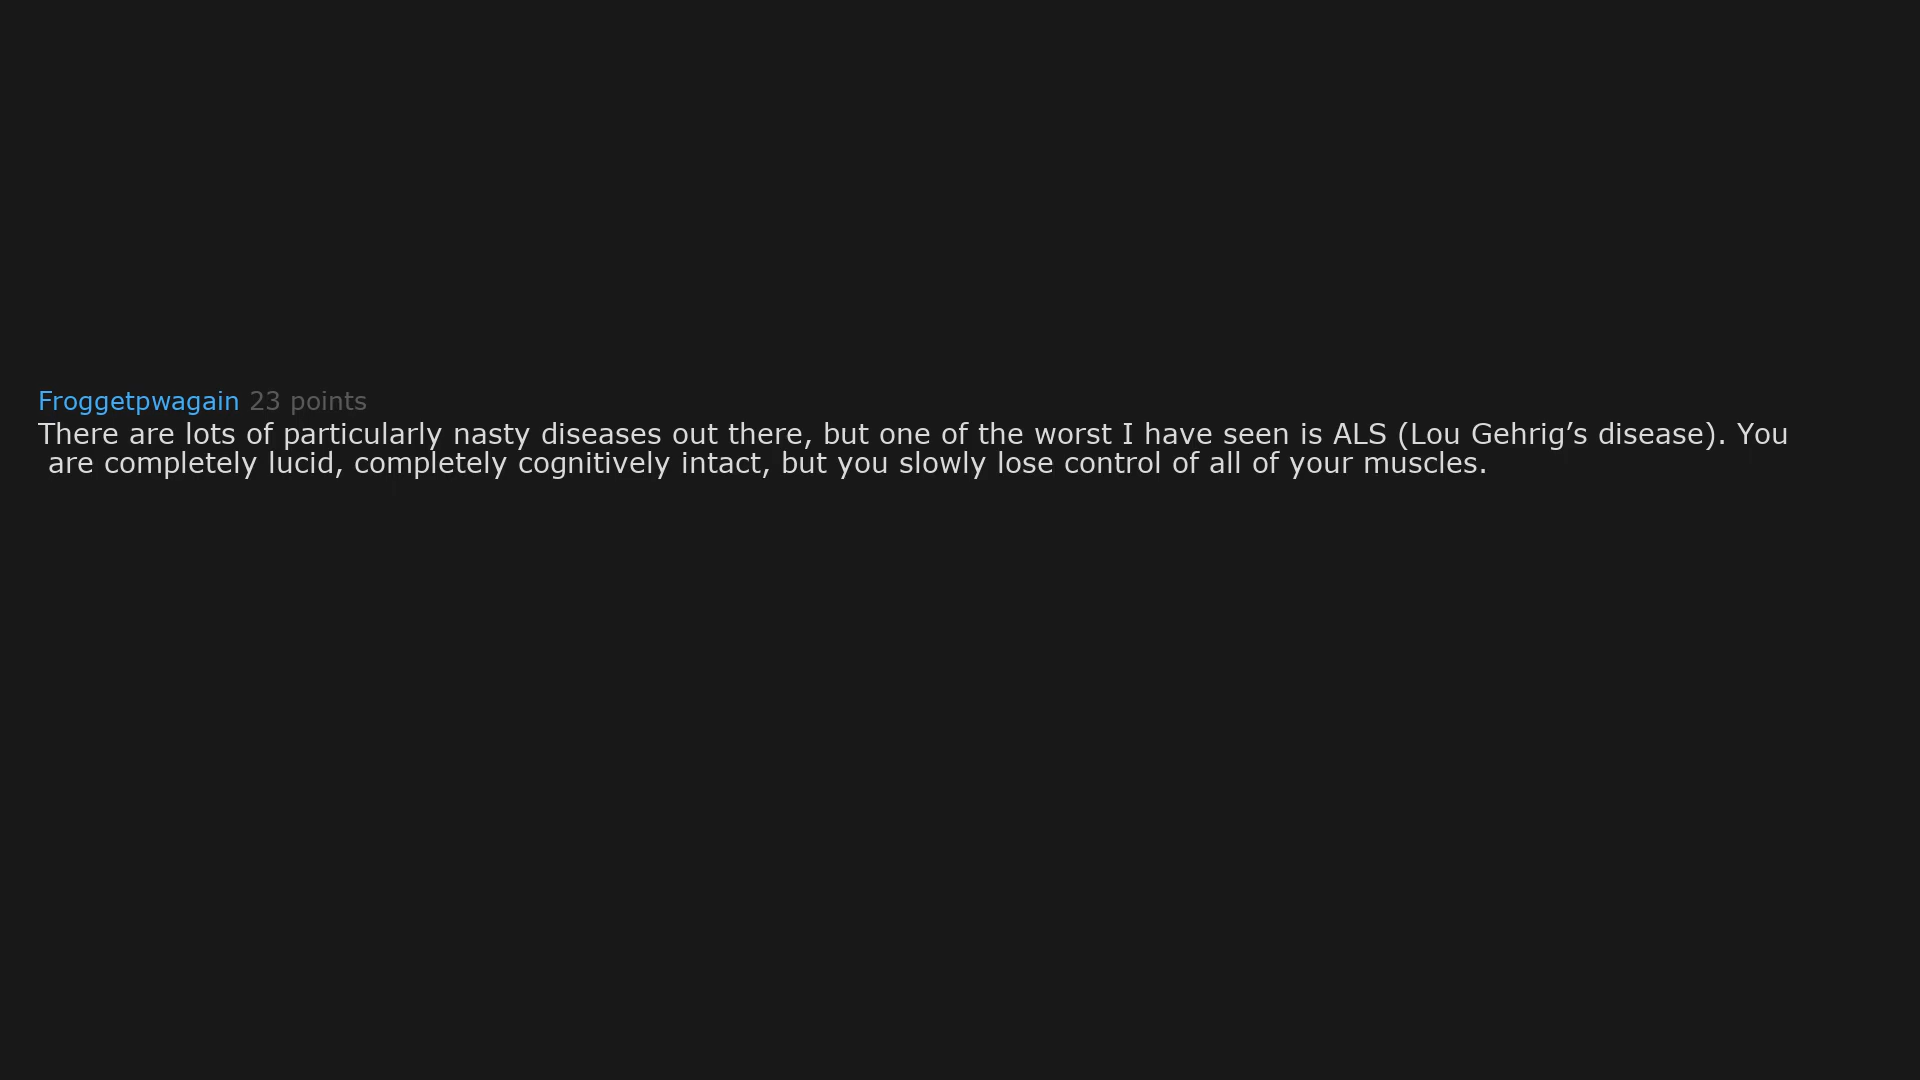 Froggetpwagain 23 points
There are lots of particularly nasty diseases out there, but one of the worst I have seen is ALS (Lou Gehrig’s disease). You
are completely lucid, completely cognitively intact, but you slowly lose control of all of your muscles.